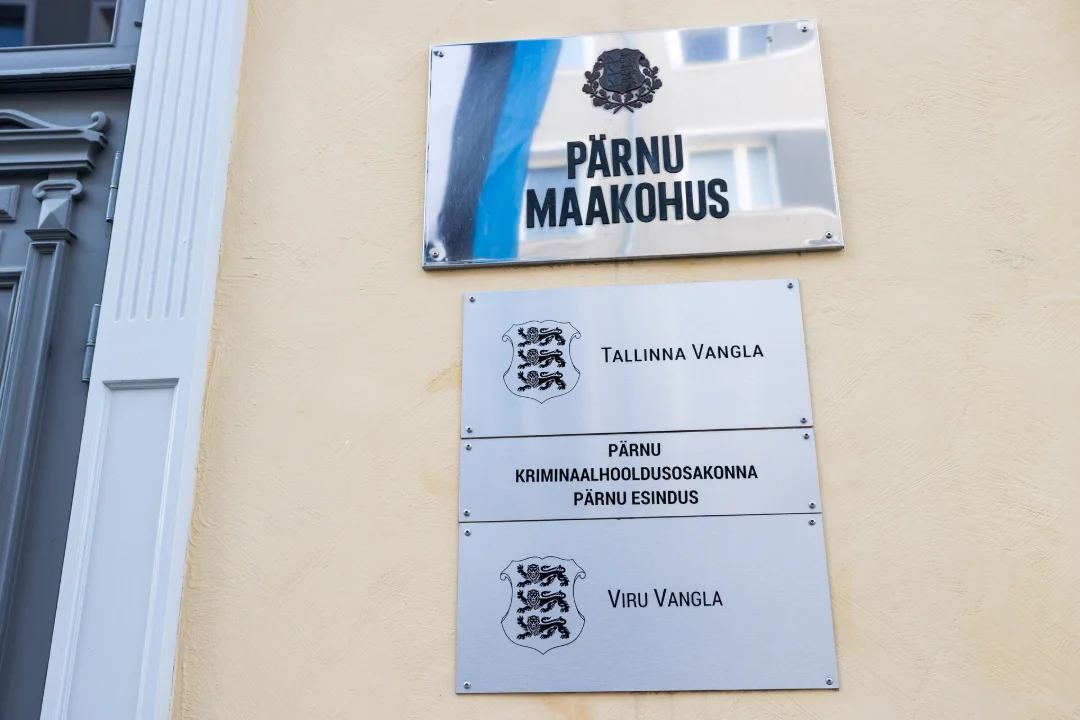 PÄRNU
MAAKOHUS
TALLINNA VANGLA
PÄRNU
KRIMINAALHOOLDUSOSAKONNA
PÄRNU ESINDUS
VIRU VANGLA